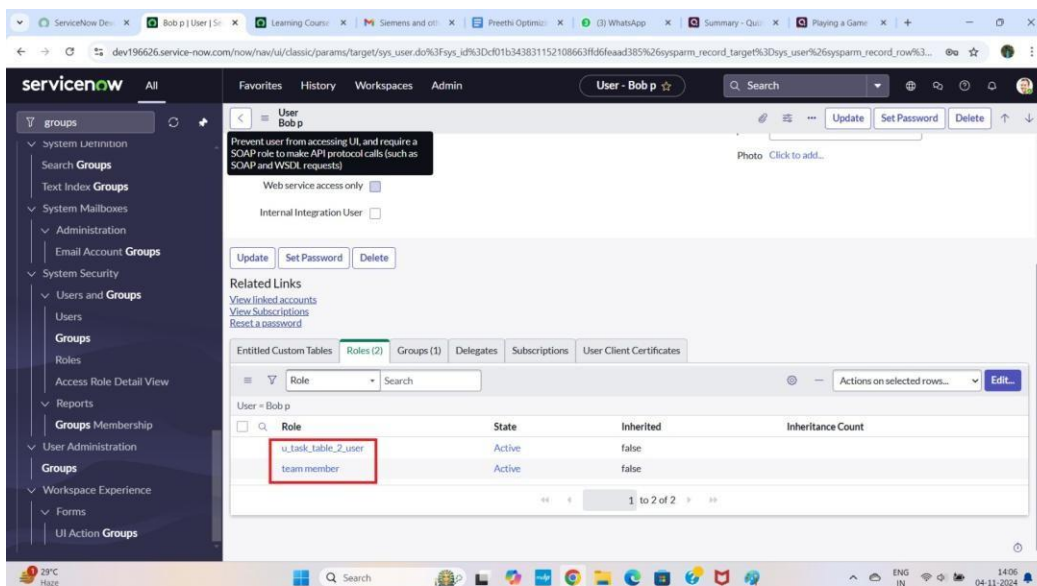 ServiceNow Dev
Bob p | User | Se
Learning Course
Siemens and oth
Preethi Optimiz
(3) WhatsApp
Summary - Qui
Playing a Game
dev196626.service-now.com/now/nav/ui/classic/params/target/sys_user.do%3Fsys_id%3Dcf01b343831152108663ffd6feaad385%26sysparm_record_target%3Dsys_user%26sysparm_record_row%3...
servicenow All Favorites History Workspaces Admin User - Bob p Search
groups
System Definition
Search Groups
Text Index Groups
System Mailboxes
Administration
Email Account Groups
System Security
Users and Groups
Users
Groups
Roles
Access Role Detail View
Reports
Groups Membership
User Administration
Groups
Workspace Experience
Forms
UI Action Groups
User
Bob p
Update Set Password Delete
Prevent user from accessing UI, and require a
SOAP role to make API protocol calls (such as
SOAP and WSDL requests)
Photo Click to add...
Web service access only
Internal Integration User
Update Set Password Delete
Related Links
View linked accounts
View Subscriptions
Reset a password
Entitled Custom Tables Roles (2) Groups (1) Delegates Subscriptions User Client Certificates
Role Search Actions on selected rows... Edit...
User = Bob p
Role State Inherited Inheritance Count
u_task_table_2_user Active false
team member Active false
1 to 2 of 2
29°C
Haze
Search
ENG
IN
14:06
04-11-2024